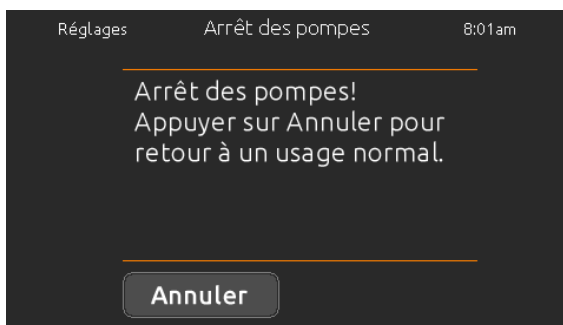 Réglages Arrêt des pompes 8:01am
Arrêt des pompes!
Appuyer sur Annuler pour
retour à un usage normal.
Annuler